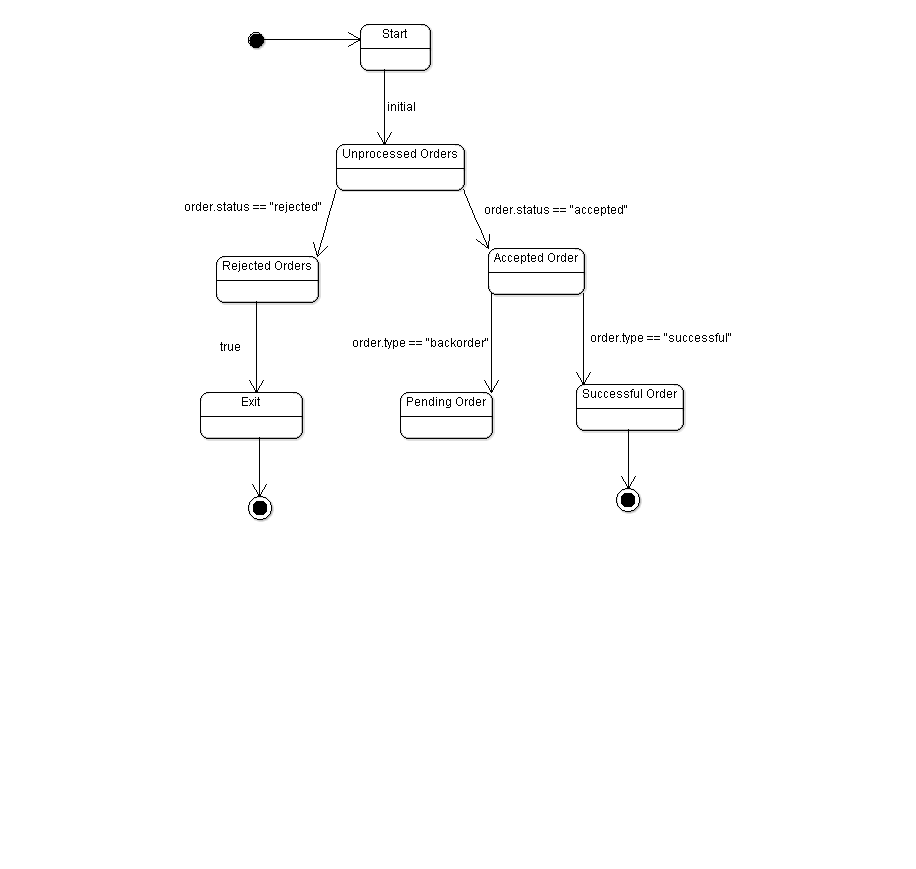 Start
initial
Unprocessed Orders
order.status == "rejected"
order.status == "accepted"
Rejected Orders
Accepted Order
true
order.type == "backorder"
order.type == "successful"
Exit
Pending Order
Successful Order